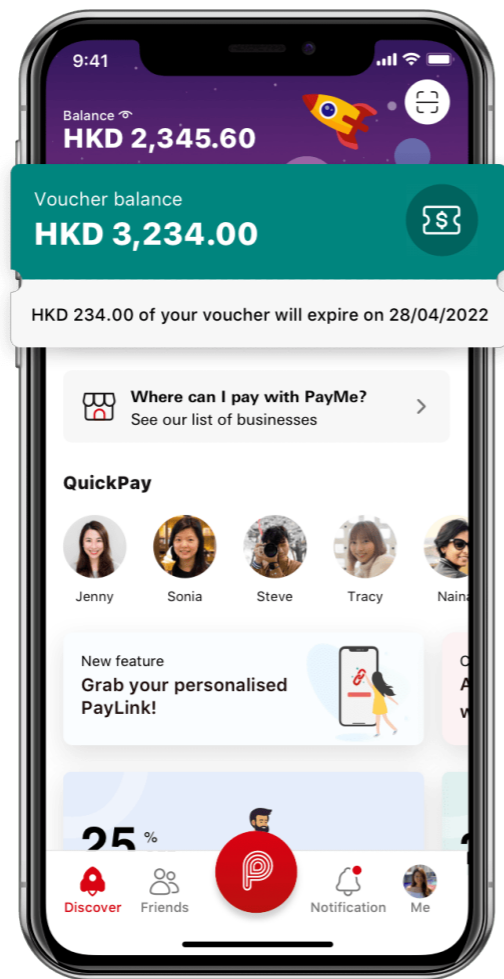 9:41
Balance
HKD 2,345.60
Voucher balance
HKD 3,234.00
HKD 234.00 of your voucher will expire on 28/04/2022
Where can I pay with PayMe?
See our list of businesses
QuickPay
Jenny
Sonia
Steve
Tracy
Naina
New feature
Grab your personalised
PayLink!
25 %
Discover
Friends
Notification
Me